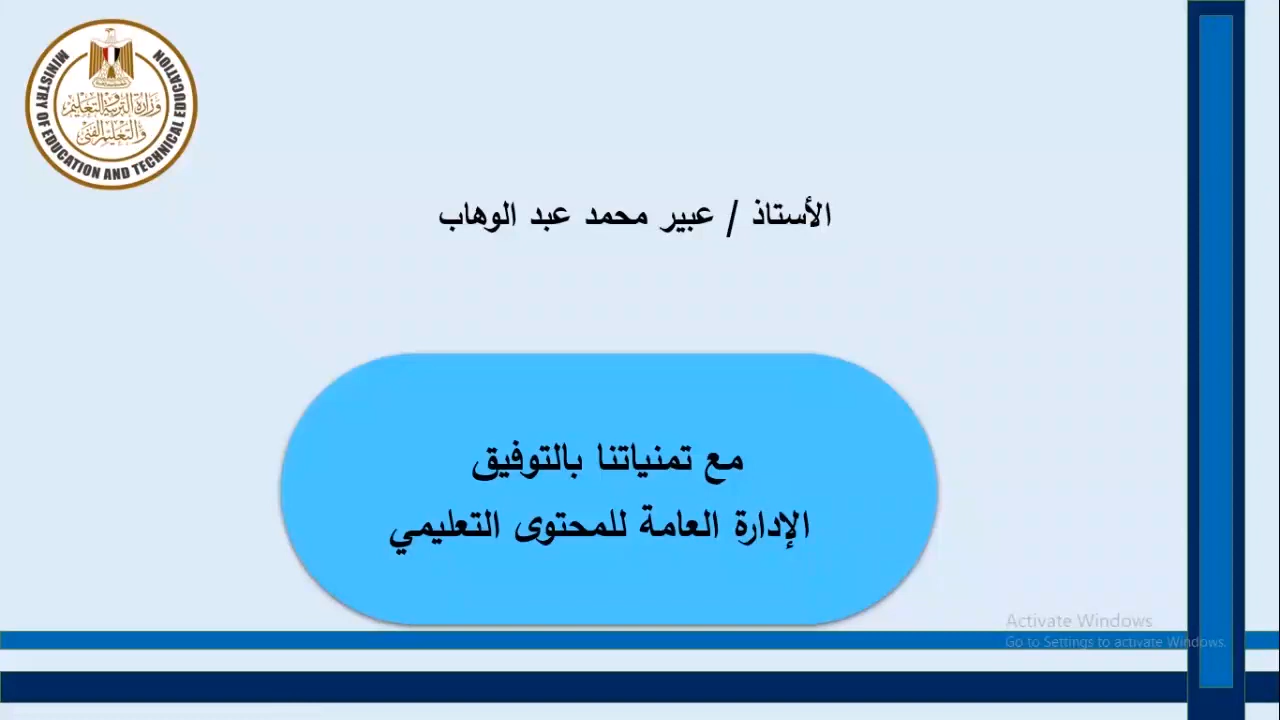 وزارة التربية والتعليم
والتعليم الفني
MINISTRY OF EDUCATION AND TECHNICAL EDUCATION
الأستاذ / عبير محمد عبد الوهاب
مع تمنياتنا بالتوفيق
الإدارة العامة للمحتوى التعليمي
Activate Windows
Go to Settings to activate Windows.